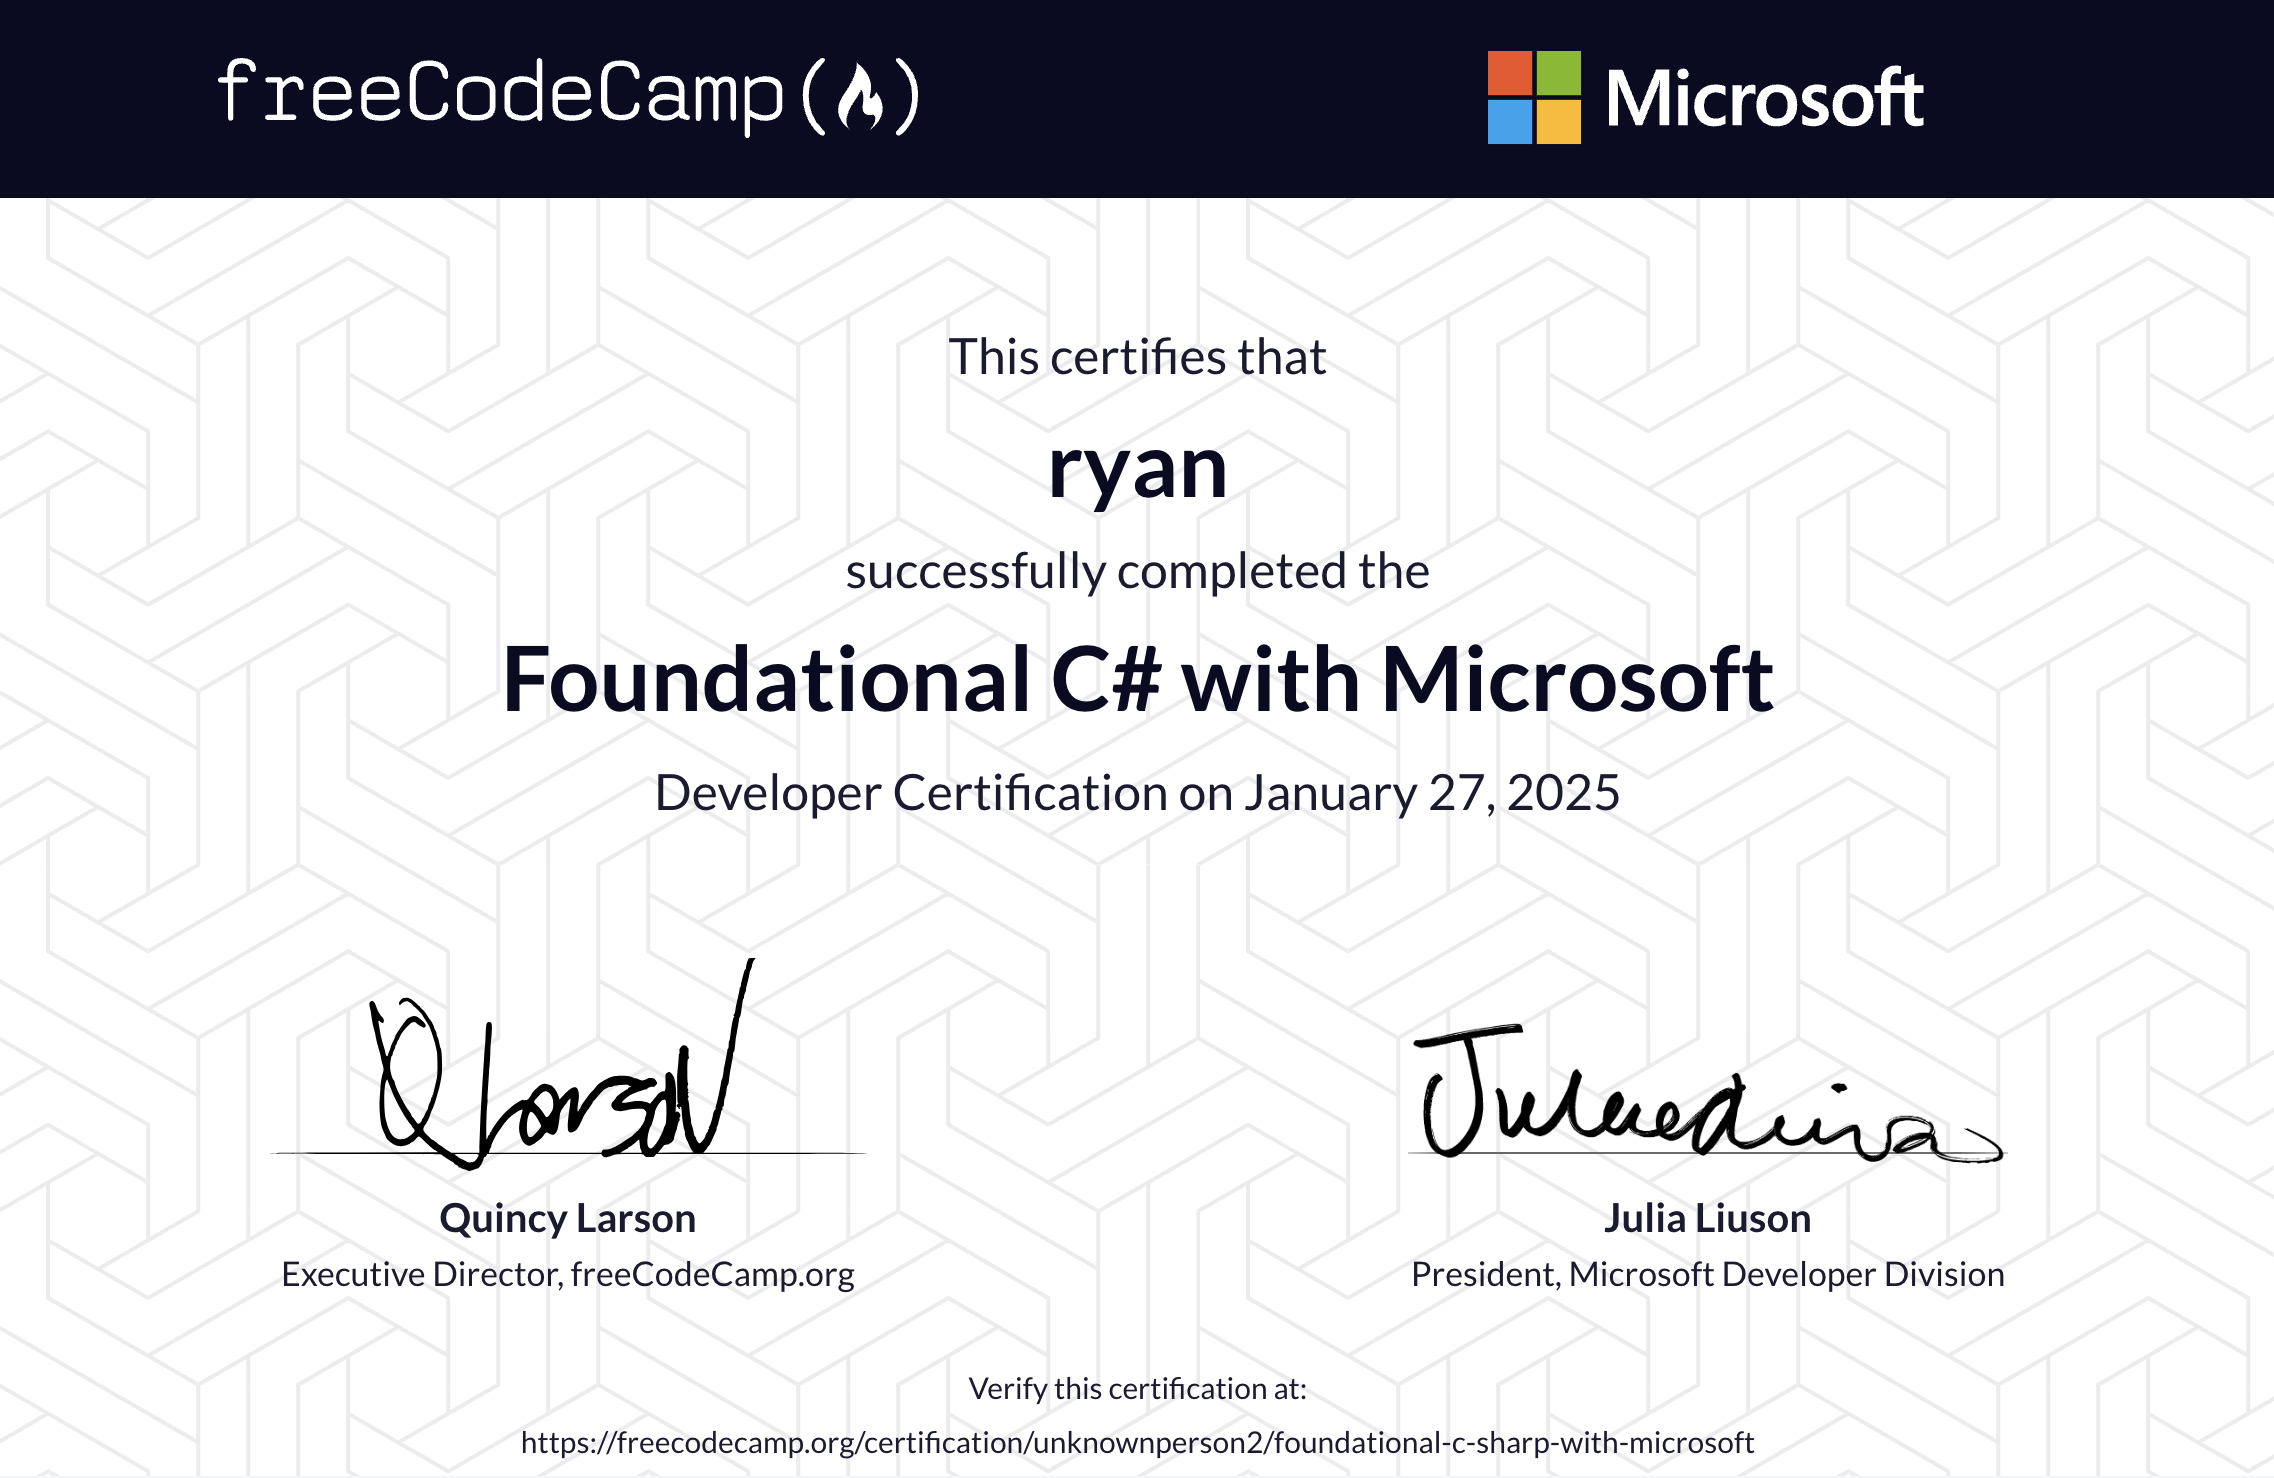 freeCodeCamp(🔥)
Microsoft
This certifies that
ryan
successfully completed the
Foundational C# with Microsoft
Developer Certification on January 27, 2025
QLarson
Quincy Larson
Executive Director, freeCodeCamp.org
Julia Liuson
President, Microsoft Developer Division
Verify this certification at:
https://freecodecamp.org/certification/unknownperson2/foundational-c-sharp-with-microsoft